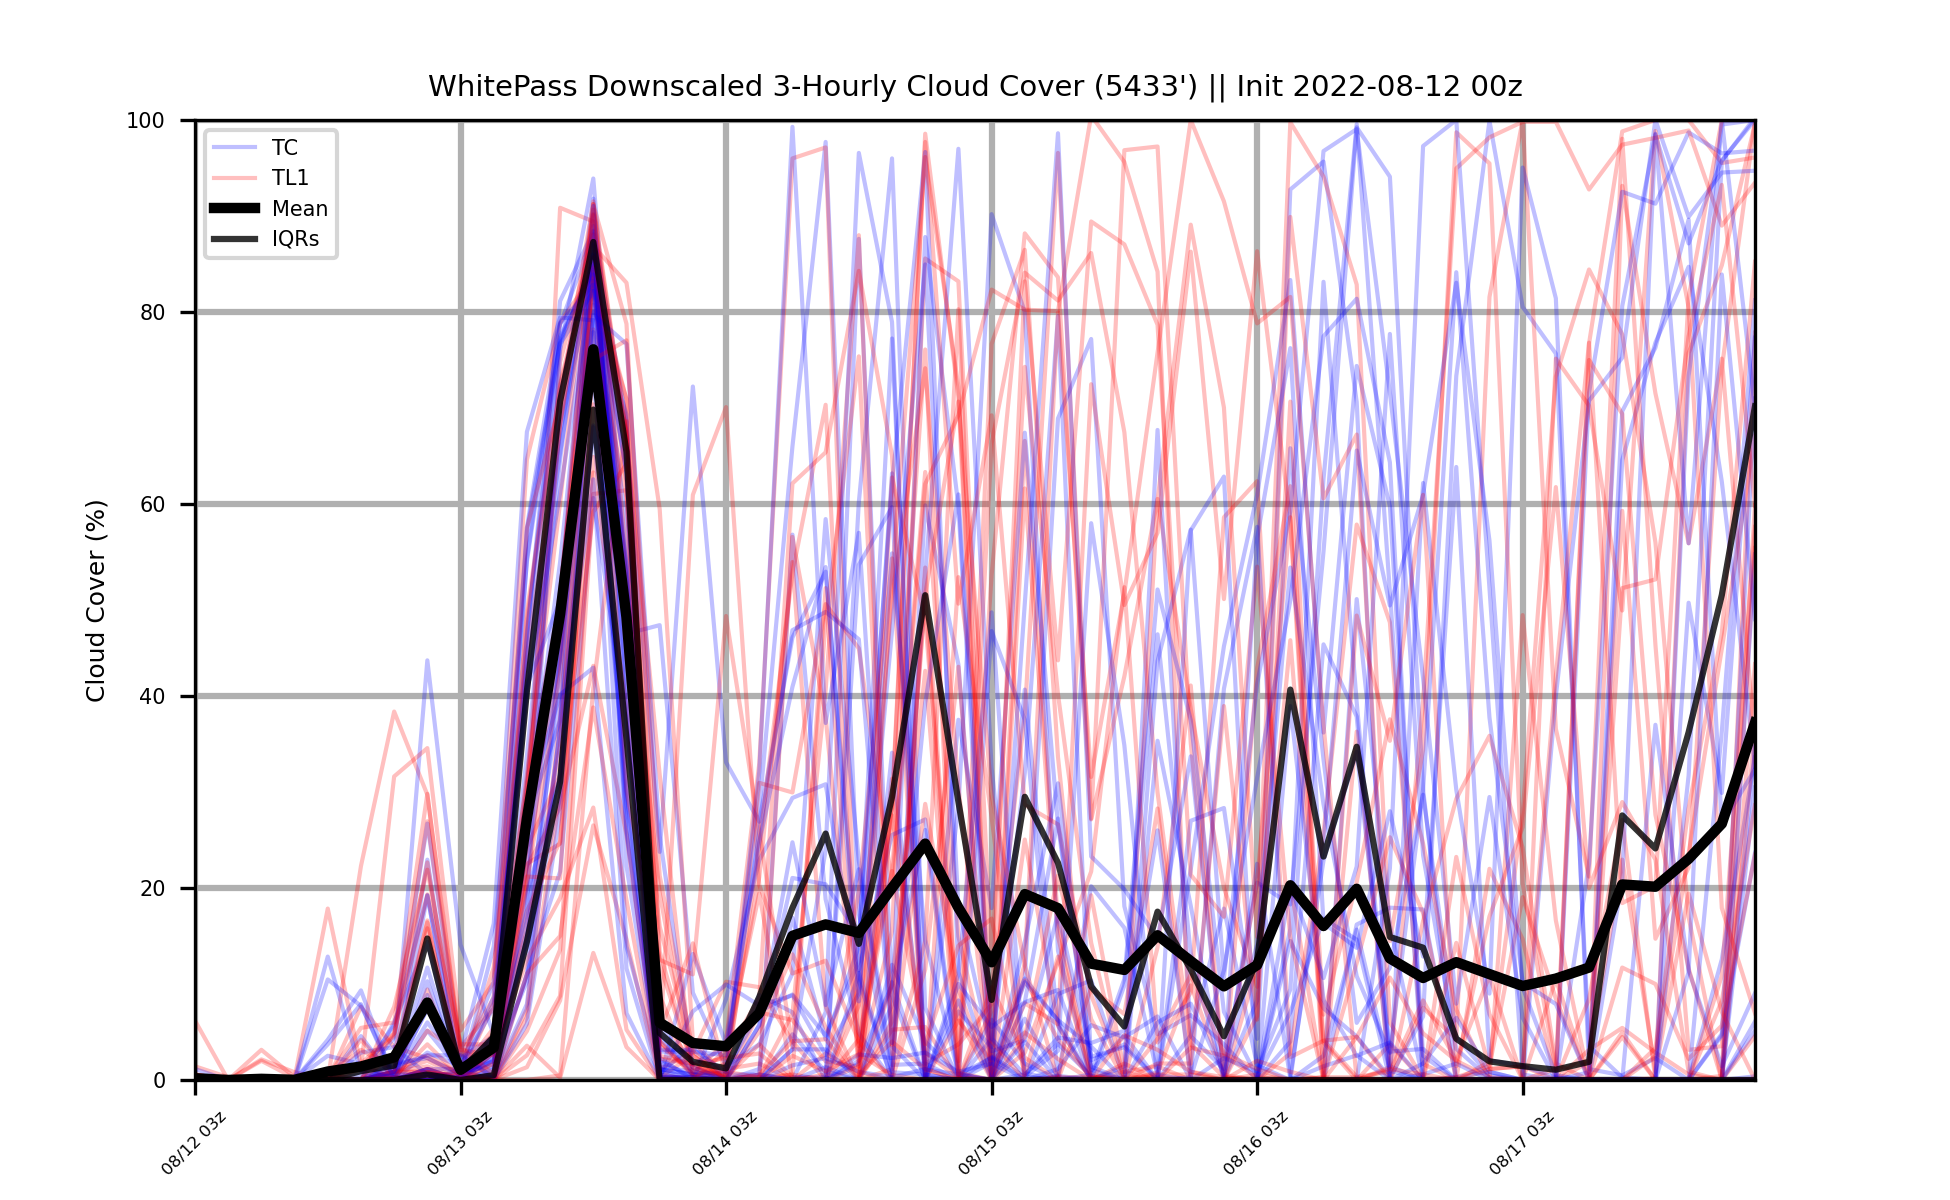 WhitePass Downscaled 3-Hourly Cloud Cover (5433') || Init 2022-08-12 00z
100
80
60
40
20
0
Cloud Cover (%)
TC
TL1
Mean
IQRs
08/12 03z
08/13 03z
08/14 03z
08/15 03z
08/16 03z
08/17 03z